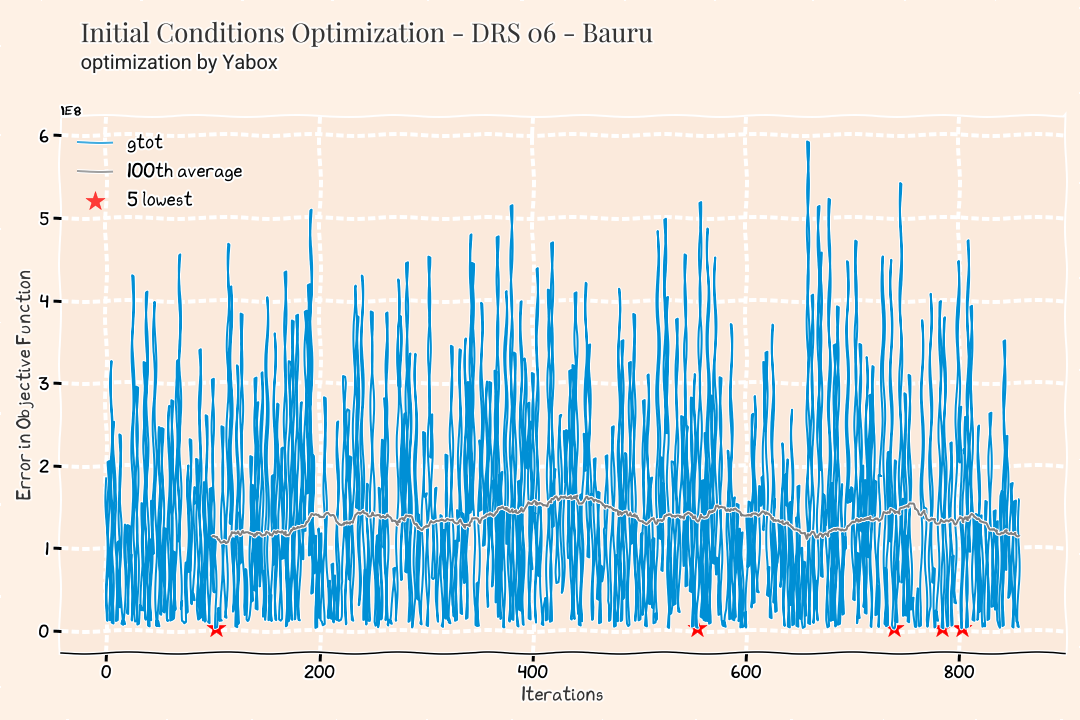 Initial Conditions Optimization - DRS 06 - Bauru
optimization by Yabox
1E8
6
gtot
100th average
5 lowest
5
4
3
2
1
0
Error in Objective Function
0 200 400 600 800
Iterations